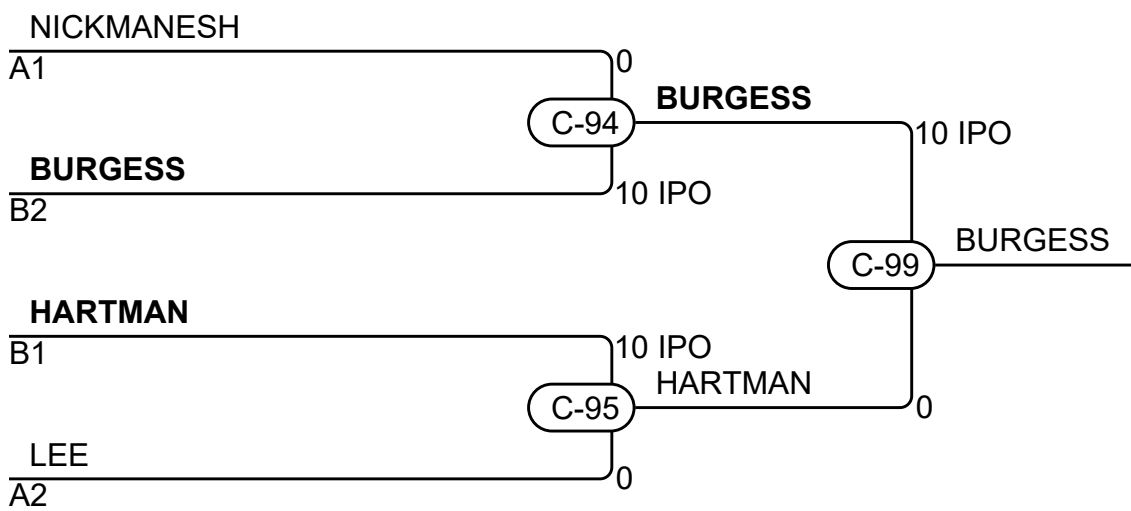 NICKMANESH
A1
0
C-94
BURGESS
10 IPO
BURGESS
B2
10 IPO
C-99
BURGESS
HARTMAN
B1
10 IPO
C-95
HARTMAN
0
LEE
A2
0